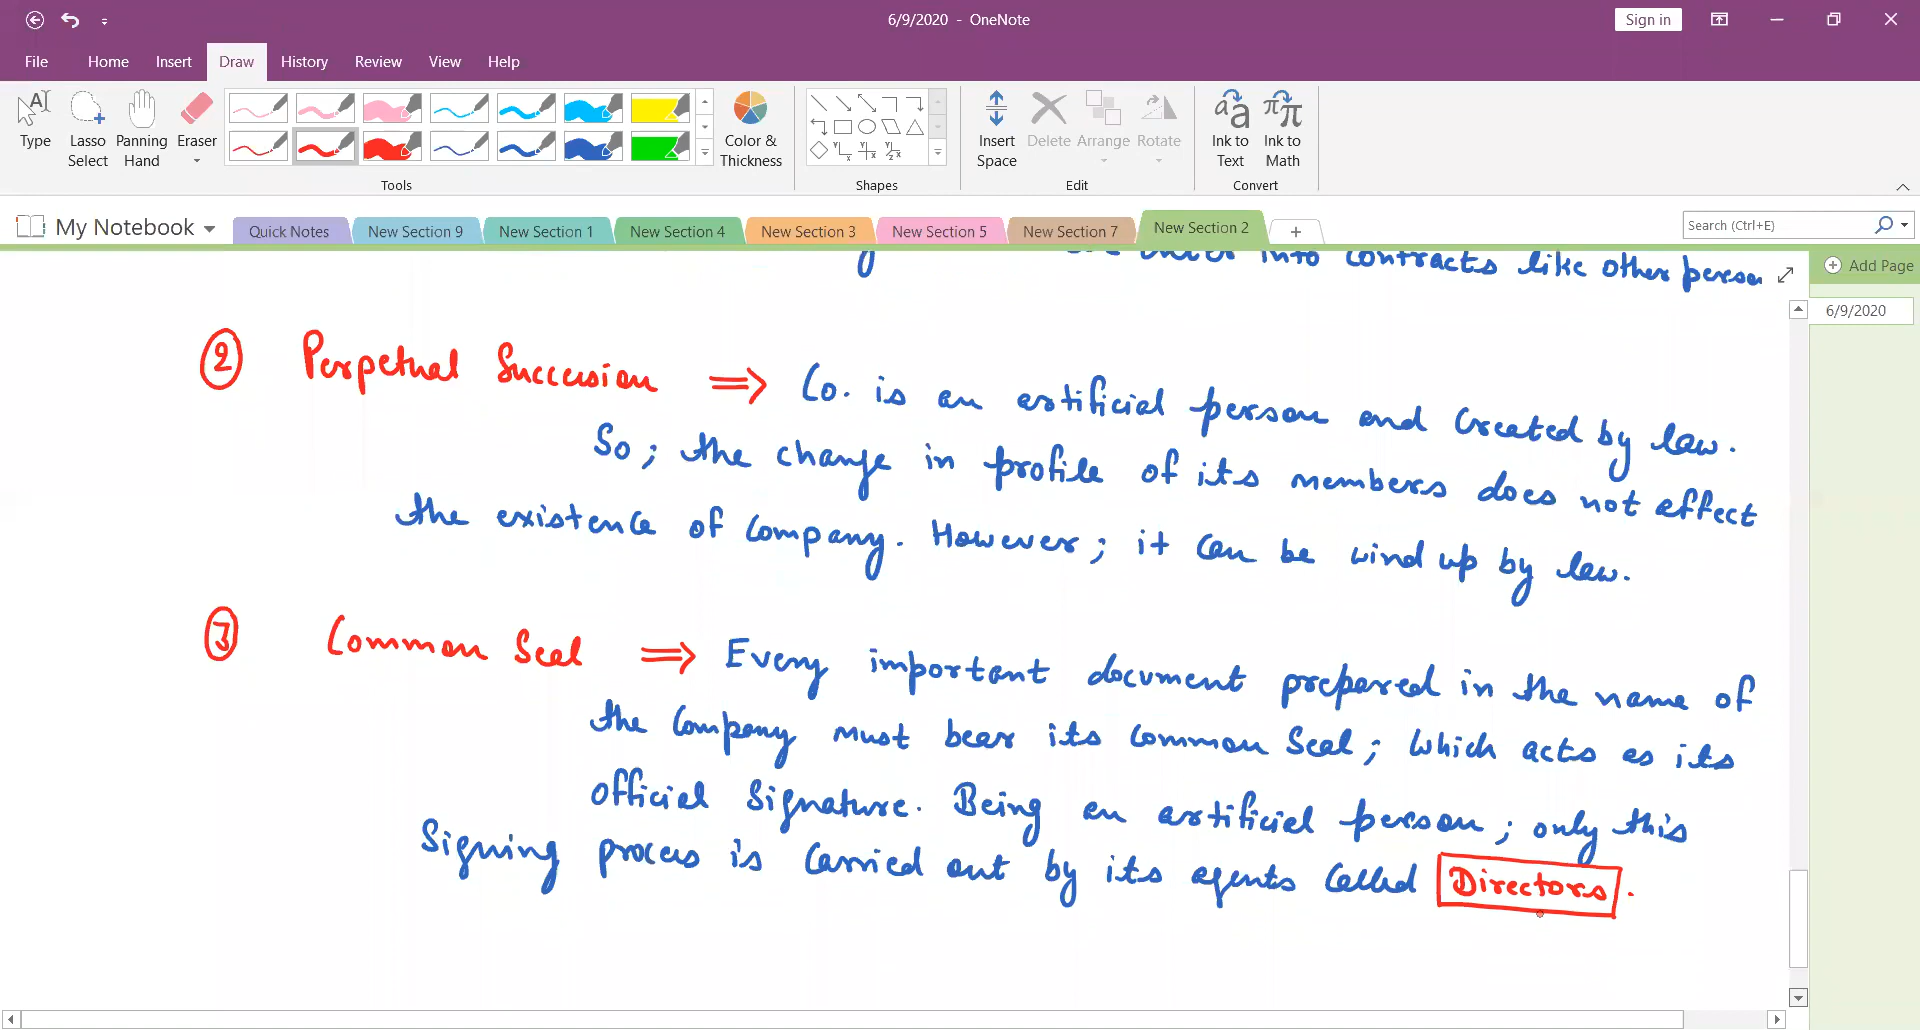 6/9/2020 - OneNote
Sign in
File Home Insert Draw History Review View Help
Type
Lasso Select
Panning Hand
Eraser
Color & Thickness
Insert Space
Delete
Arrange
Rotate
Ink to Text
Ink to Math
Tools
Shapes
Edit
Convert
My Notebook
Quick Notes New Section 9 New Section 1 New Section 4 New Section 3 New Section 5 New Section 7 New Section 2 +
Search (Ctrl+E)
Add Page
6/9/2020
enter into contracts like other person
② Perpetual Succession ⇒ Co. is an artificial person and created by law.
So; the change in profile of its members does not affect
the existence of company. However; it can be wind up by law.
③ Common Seal ⇒ Every important document prepared in the name of
the company must bear its common seal; which acts as its
official signature. Being an artificial person; only this
signing process is carried out by its agents called Directors.